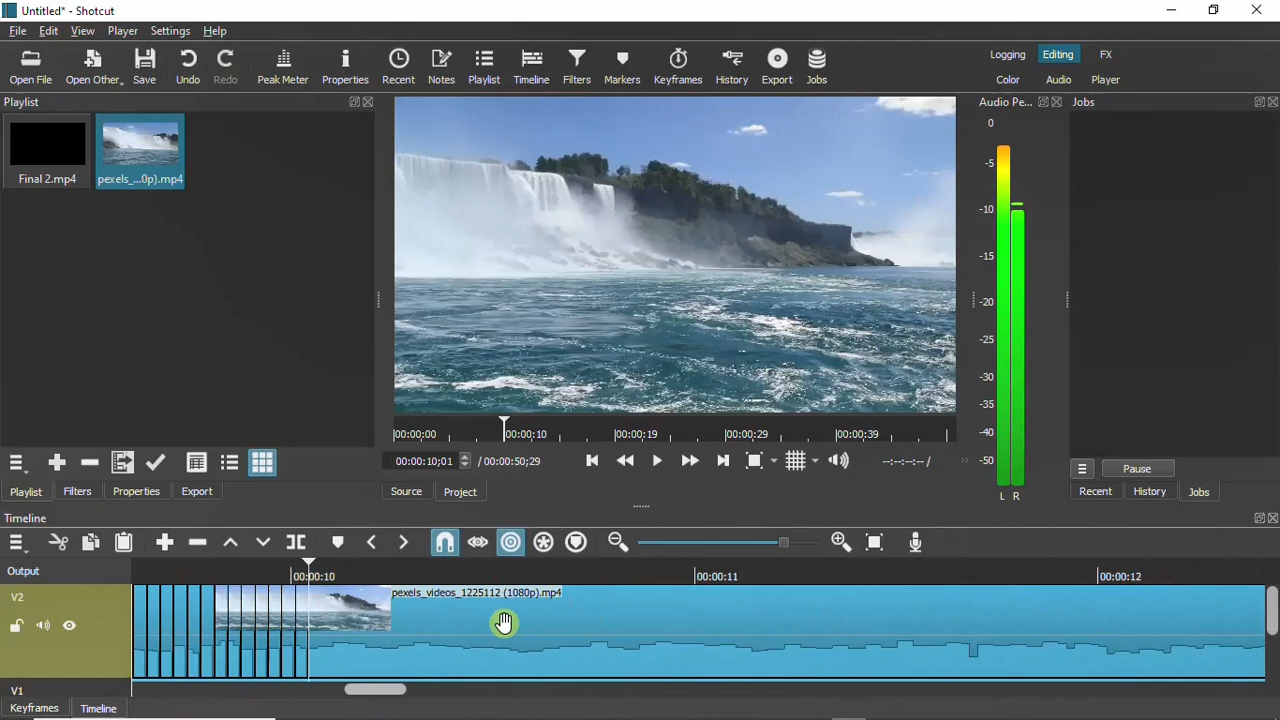 Untitled* - Shotcut
File Edit View Player Settings Help
Open File Open Other... Save Undo Redo Peak Meter Properties Recent Notes Playlist Timeline Filters Markers Keyframes History Export Jobs
Logging Editing FX
Color Audio Player
Playlist
Final 2.mp4 pexels_...0p).mp4
Audio Pe...
0
-5
-10
-15
-20
-25
-30
-35
-40
-45
-50
L R
Jobs
00:00:00 00:00:10 00:00:19 00:00:29 00:00:39
00:00:10;01 / 00:00:50;29 --:--:--:-- /
Pause
Playlist Filters Properties Export
Source Project
Recent History Jobs
Timeline
Output
00:00:10 00:00:11 00:00:12
V2
pexels_videos_1225112 (1080p).mp4
V1
Keyframes Timeline